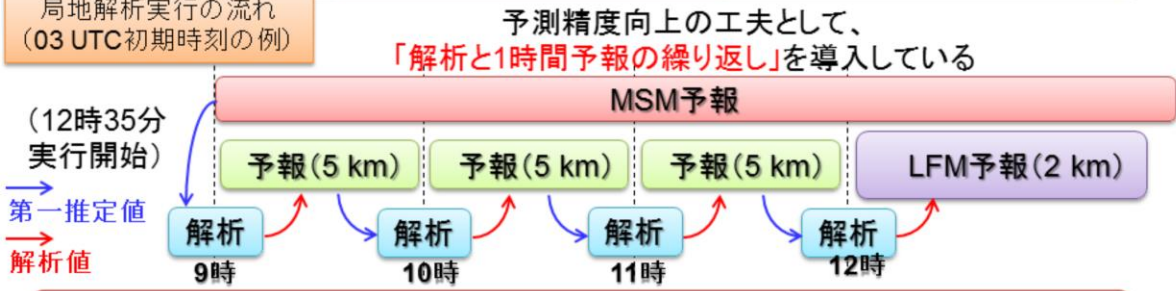 局地解析実行の流れ
（03 UTC初期時刻の例）
予測精度向上の工夫として、
「解析と1時間予報の繰り返し」を導入している
MSM予報
（12時35分
実行開始）
予報（5 km） 予報（5 km） 予報（5 km） LFM予報（2 km）
第一推定値
解析 解析 解析 解析
解析値
9時 10時 11時 12時